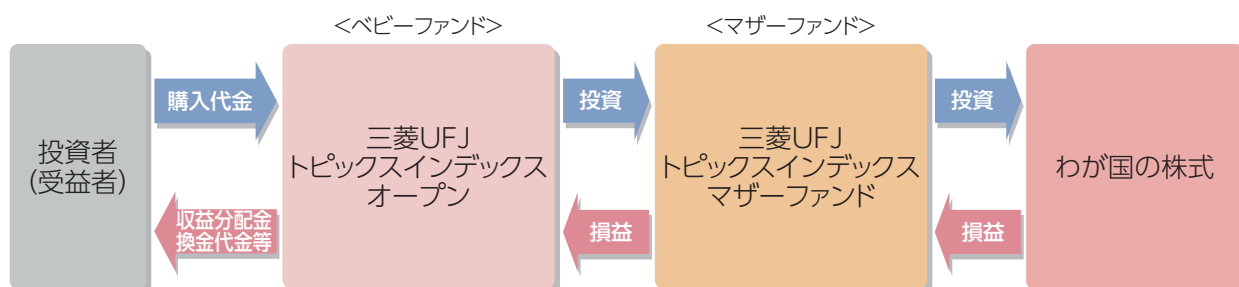 <ベビーファンド>
<マザーファンド>
購入代金
投資
投資
投資者
(受益者)
三菱UFJ
トピックスインデックス
オープン
三菱UFJ
トピックスインデックス
マザーファンド
わが国の株式
収益分配金
換金代金等
損益
損益